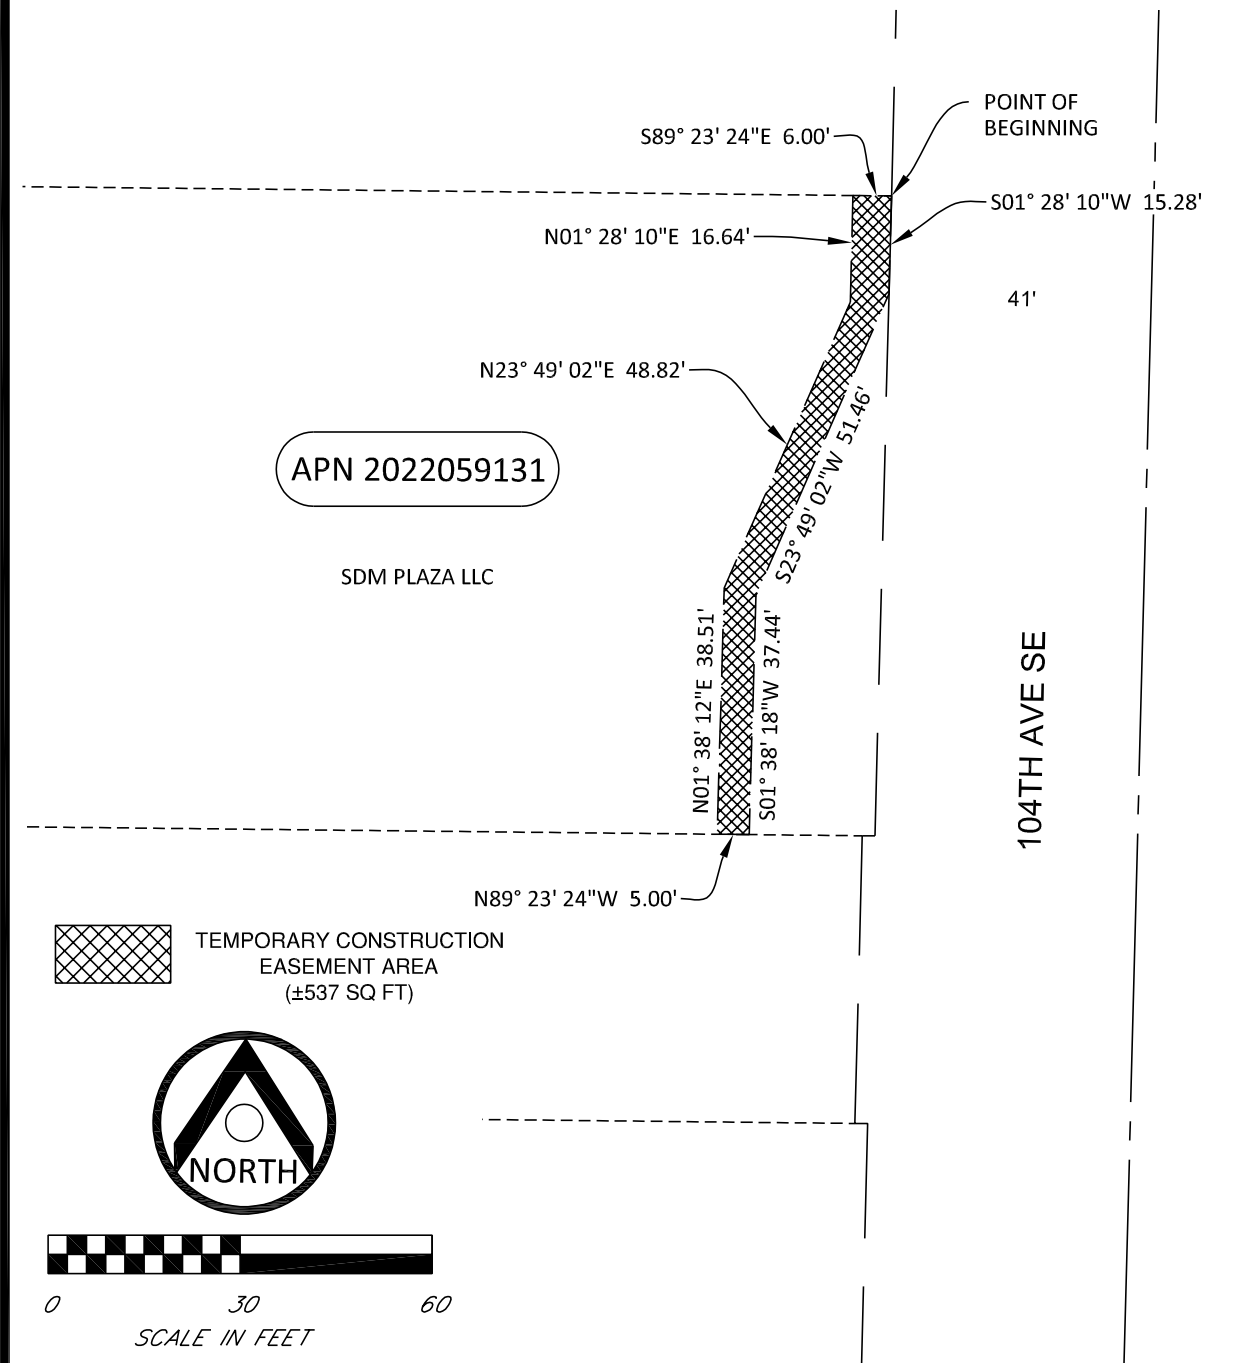 POINT OF
BEGINNING
S89° 23' 24"E 6.00'
S01° 28' 10"W 15.28'
N01° 28' 10"E 16.64'
41'
N23° 49' 02"E 48.82'
S23° 49' 02"W 51.46'
APN 2022059131
SDM PLAZA LLC
N01° 38' 12"E 38.51'
S01° 38' 18"W 37.44'
104TH AVE SE
N89° 23' 24"W 5.00'
TEMPORARY CONSTRUCTION
EASEMENT AREA
(±537 SQ FT)
NORTH
0 30 60
SCALE IN FEET